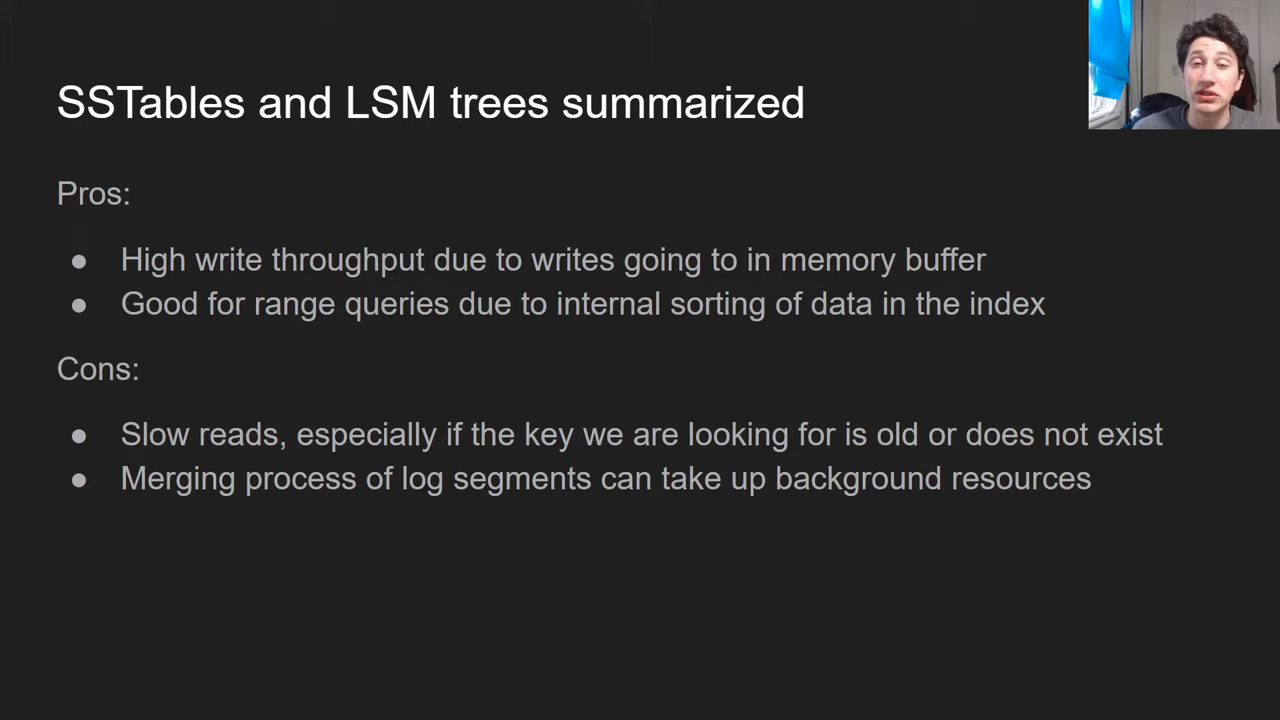 SSTables and LSM trees summarized
Pros:
● High write throughput due to writes going to in memory buffer
● Good for range queries due to internal sorting of data in the index
Cons:
● Slow reads, especially if the key we are looking for is old or does not exist
● Merging process of log segments can take up background resources